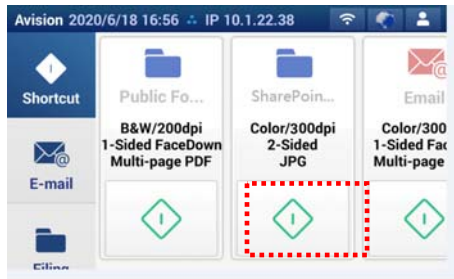 Avision 2020/6/18 16:56 IP 10.1.22.38
Shortcut
E-mail
Filing
Public Fo...
B&W/200dpi
1-Sided FaceDown
Multi-page PDF
SharePoin...
Color/300dpi
2-Sided
JPG
Email
Color/300
1-Sided Fac
Multi-page